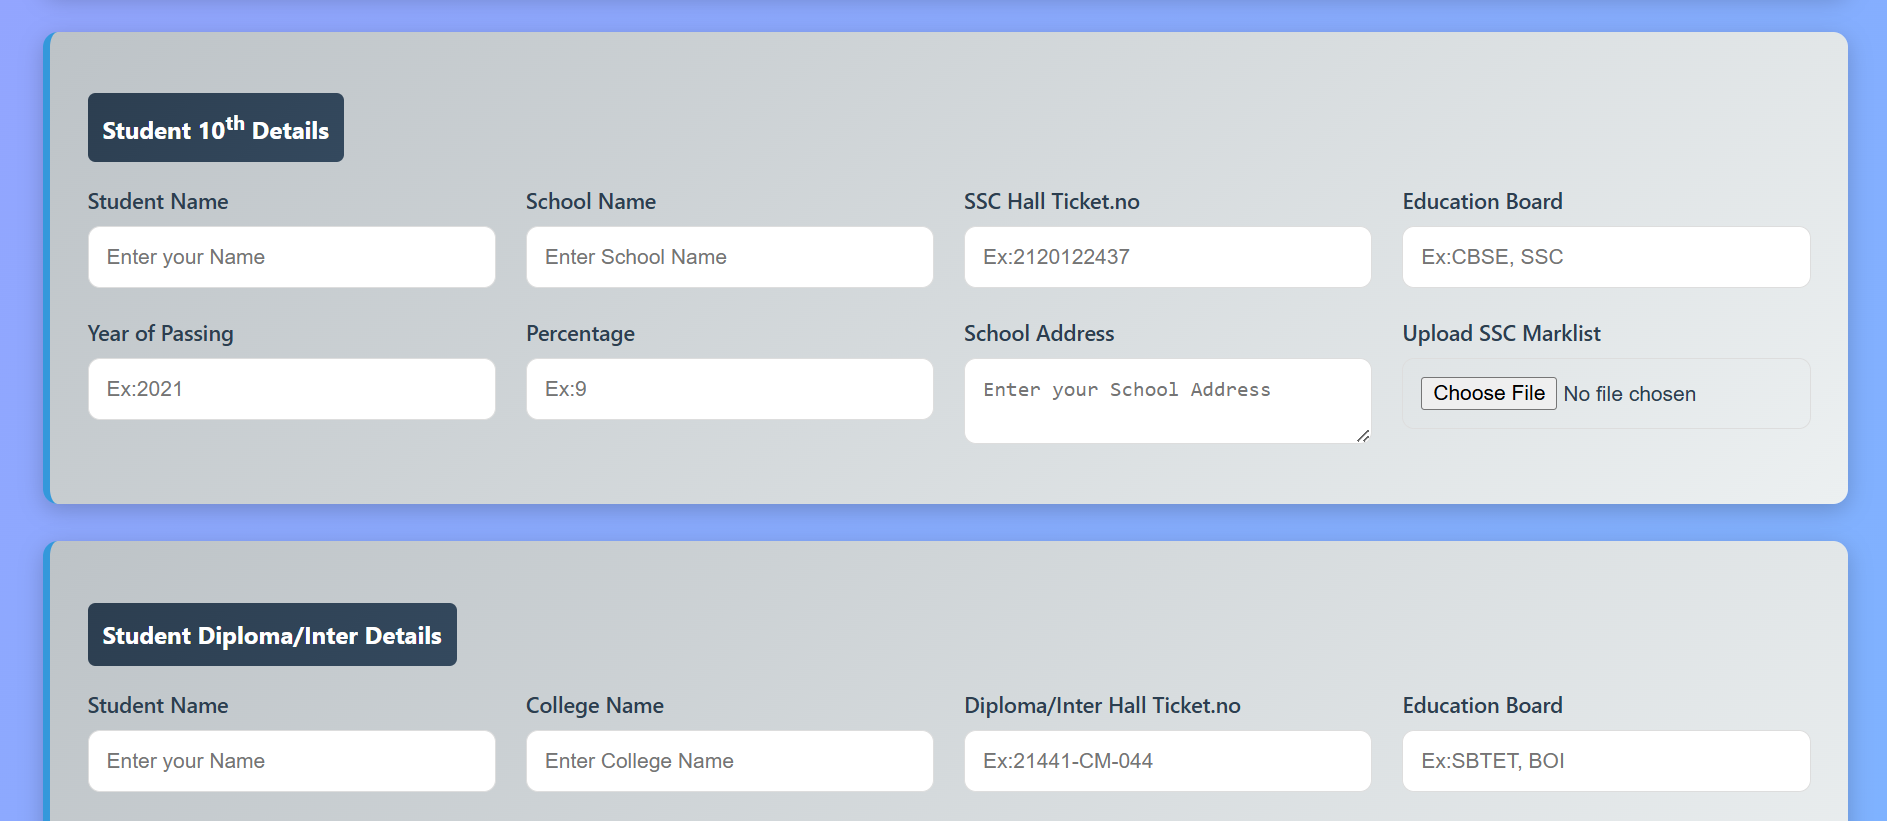 Student 10th Details
Student Name School Name SSC Hall Ticket.no Education Board
Enter your Name Enter School Name Ex:2120122437 Ex:CBSE, SSC
Year of Passing Percentage School Address Upload SSC Marklist
Ex:2021 Ex:9 Enter your School Address Choose File No file chosen
Student Diploma/Inter Details
Student Name College Name Diploma/Inter Hall Ticket.no Education Board
Enter your Name Enter College Name Ex:21441-CM-044 Ex:SBTET, BOI